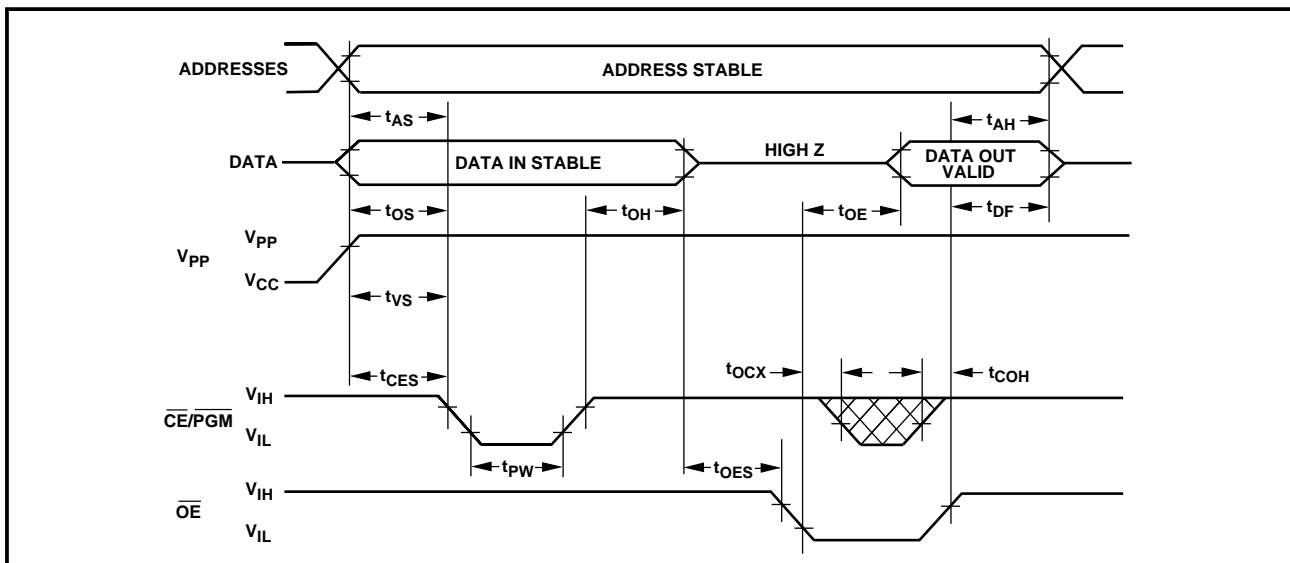 ADDRESSES
ADDRESS STABLE
tAS
tAH
DATA
DATA IN STABLE
HIGH Z
DATA OUT
VALID
tOS
tOH
tOE
tDF
VPP
VPP
VCC
tVS
tCES
tOCX
tCOH
VIH
CE/PGM
VIL
tPW
tOES
VIH
OE
VIL